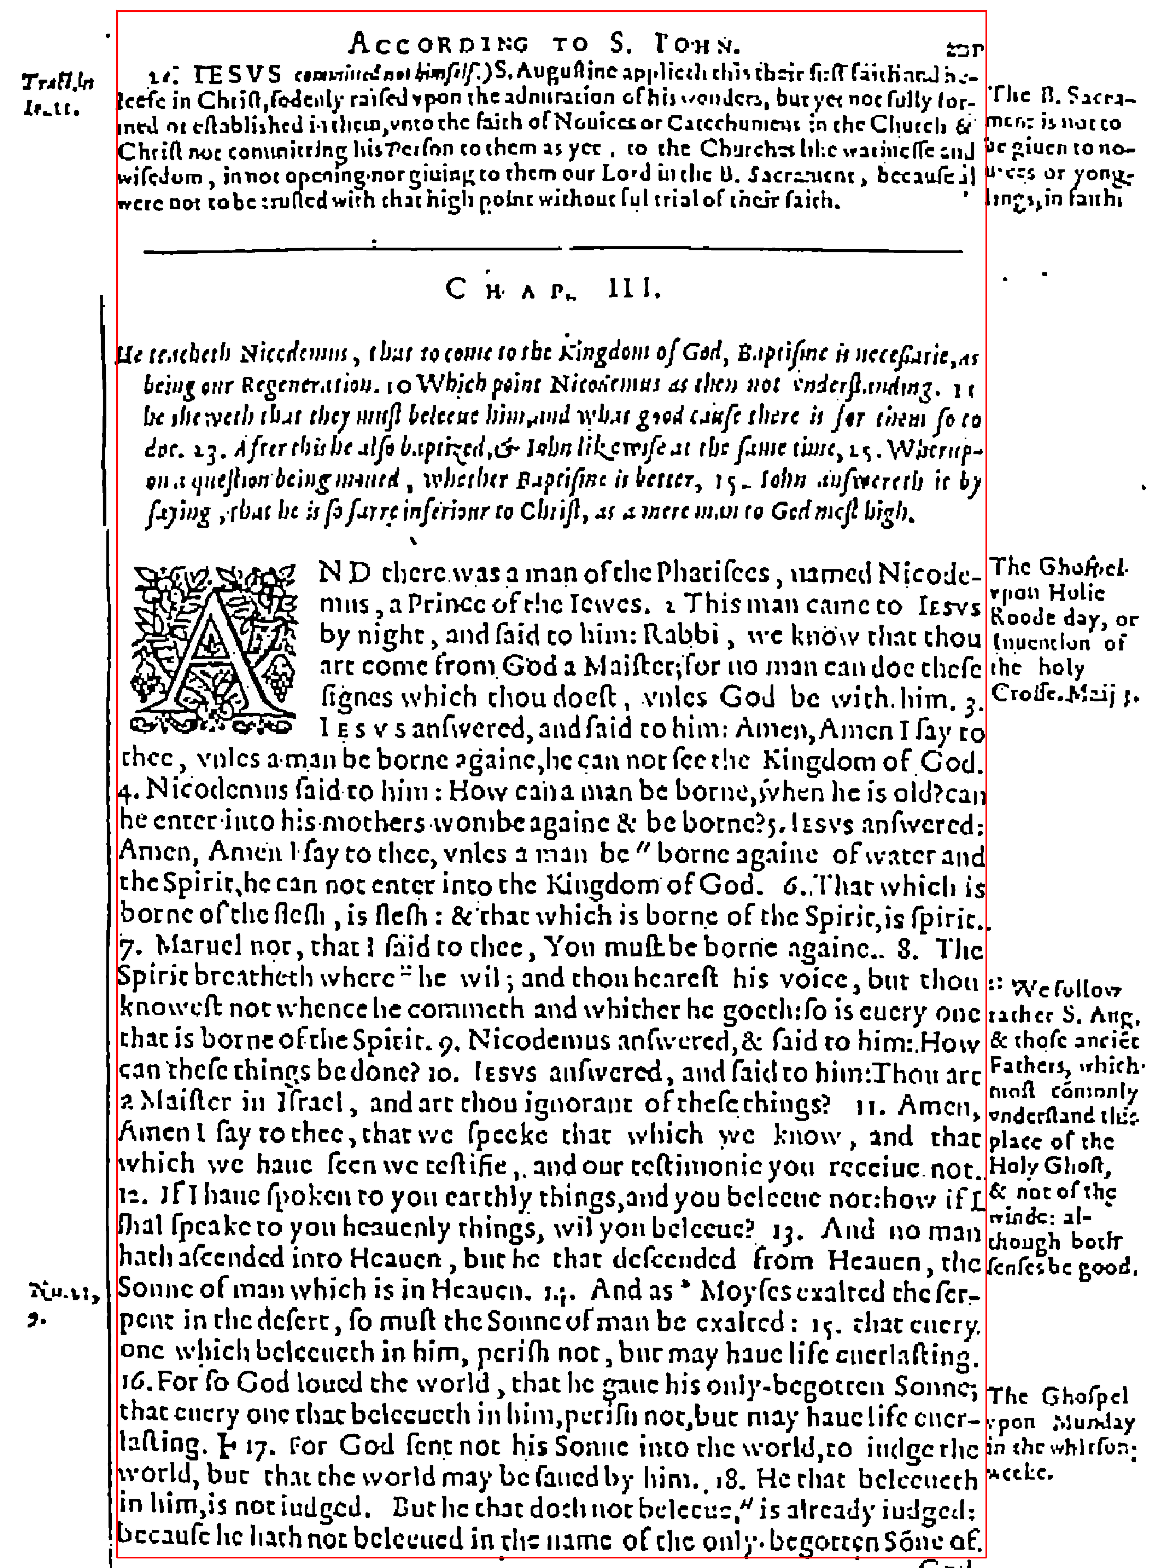 ACCORDING TO S. IOHN.
Tract. in
Io. 11.
IESVS committed not himself.) S. Augustine applieth this their first faith and be-
leefe in Christ, sodenly raised vpon the admiration of his wonders, but yet not fully for-
med or established in them, vnto the faith of Nouices or Catechumens in the Church &
Christ not committing his Person to them as yet, to the Churches like warinesse and
wisedom, in not opening nor giuing to them our Lord in the B. Sacrament, because al
were not to be trusted with that high point without ful trial of their faith.
The B. Sacra-
ment is not to
be giuen to no-
uices or yong-
lings, in faith
CHAP. III.
He teacheth Nicodemus, that to come to the Kingdom of God, Baptisme is necessarie, as
being our Regeneration. 10 Which point Nicodemus as then not vnderstanding. 11
he sheweth that they must beleeue him, and what good cause there is for them so to
doe. 23. After this he also baptized, & Iohn likewise at the same time, 25. Wherup-
on a question being moued, whether Baptisme is better, 25. Iohn answereth it by
saying, that he is so farre inferiour to Christ, as a mere man to God most high.
AND there was a man of the Pharisees, named Nicode-
mus, a Prince of the Iewes. 2 This man came to IESVS
by night, and said to him: Rabbi, we know that thou
art come from God a Maister; for no man can doe these
signes which thou doest, vnles God be with him. 3.
IESVS answered, and said to him: Amen, Amen I say to
thee, vnles a man be borne againe, he can not see the Kingdom of God.
4. Nicodemus said to him: How can a man be borne, when he is old? can
he enter into his mothers wombe againe & be borne? 5. IESVS answered:
Amen, Amen I say to thee, vnles a man be " borne againe of water and
the Spirit, he can not enter into the Kingdom of God. 6. That which is
borne of the flesh, is flesh: & that which is borne of the Spirit, is spirit.
7. Maruel not, that I said to thee, You must be borne againe. 8. The
Spirit breatheth where :: he wil; and thou hearest his voice, but thou
knowest not whence he commeth and whither he goeth: so is euery one
that is borne of the Spirit. 9. Nicodemus answered, & said to him: How
can these things be done? 10. IESVS answered, and said to him: Thou art
a Maister in Israel, and art thou ignorant of these things? 11. Amen,
Amen I say to thee, that we speake that which we know, and that
which we haue seen we testifie, and our testimonie you receiue not.
12. If I haue spoken to you earthly things, and you beleeue not: how if I
shal speake to you heauenly things, wil you beleeue? 13. And no man
hath ascended into Heauen, but he that descended from Heauen, the
Sonne of man which is in Heauen. 14. And as * Moyses exalted the ser-
pent in the desert, so must the Sonne of man be exalted: 15. that euery
one which beleeueth in him, perish not, but may haue life euerlasting.
16. For so God loued the world, that he gaue his only-begotten Sonne;
that euery one that beleeueth in him, perish not, but may haue life euer-
lasting. 17. For God sent not his Sonne into the world, to iudge the
world, but that the world may be saued by him. 18. He that beleeueth
in him, is not iudged. But he that doth not beleeue, " is already iudged:
because he hath not beleeued in the name of the only-begotten Sōne of
The Ghospel
vpon Holie
Roode day, or
Inuention of
the holy
Crosse. Maij 3.
:: We follow
rather S. Aug.
& those anciēt
Fathers, which
most cōmonly
vnderstand this
place of the
Holy Ghost,
& not of the
winde: al-
though both
senses be good.
Nu. 21,
9.
The Ghospel
vpon Munday
in the whitson-
weeke.